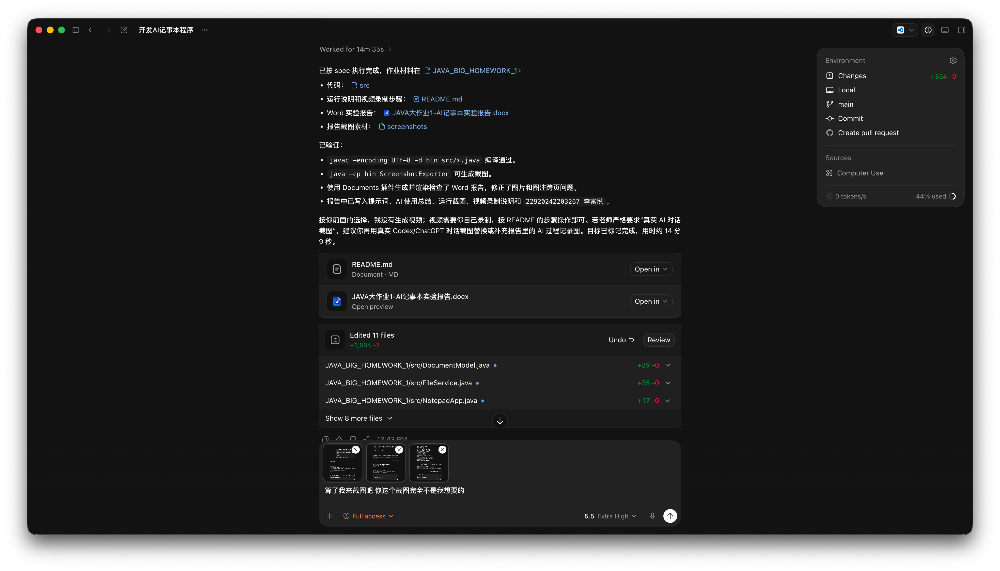 开发AI记事本程序
Worked for 14m 35s
已按 spec 执行完成，作业材料在 JAVA_BIG_HOMEWORK_1：
• 代码： src
• 运行说明和视频录制步骤： README.md
• Word 实验报告： JAVA大作业1-AI记事本实验报告.docx
• 报告截图素材： screenshots
已验证：
• javac -encoding UTF-8 -d bin src/*.java 编译通过。
• java -cp bin ScreenshotExporter 可生成截图。
• 使用 Documents 插件生成并渲染检查了 Word 报告，修正了图片和图注跨页问题。
• 报告中已写入提示词、AI 使用总结、运行截图、视频录制说明和 22920242203267 李富悦 。
按你前面的选择，我没有生成视频；视频需要你自己录制，按 README 的步骤操作即可。若老师严格要求“真实 AI 对话
截图”，建议你再用真实 Codex/ChatGPT 对话截图替换或补充报告里的 AI 过程记录图。目标已标记完成，用时约 14 分
9 秒。
README.md
Document · MD
Open in
JAVA大作业1-AI记事本实验报告.docx
Open preview
Open in
Edited 11 files
+1,586 -7
Undo
Review
JAVA_BIG_HOMEWORK_1/src/DocumentModel.java
+39 -0
JAVA_BIG_HOMEWORK_1/src/FileService.java
+35 -0
JAVA_BIG_HOMEWORK_1/src/NotepadApp.java
+17 -0
Show 8 more files
12:43 PM
算了我来截图吧 你这个截图完全不是我想要的
Full access
5.5 Extra High
Environment
Changes
+354 -0
Local
main
Commit
Create pull request
Sources
Computer Use
0 tokens/s
44% used